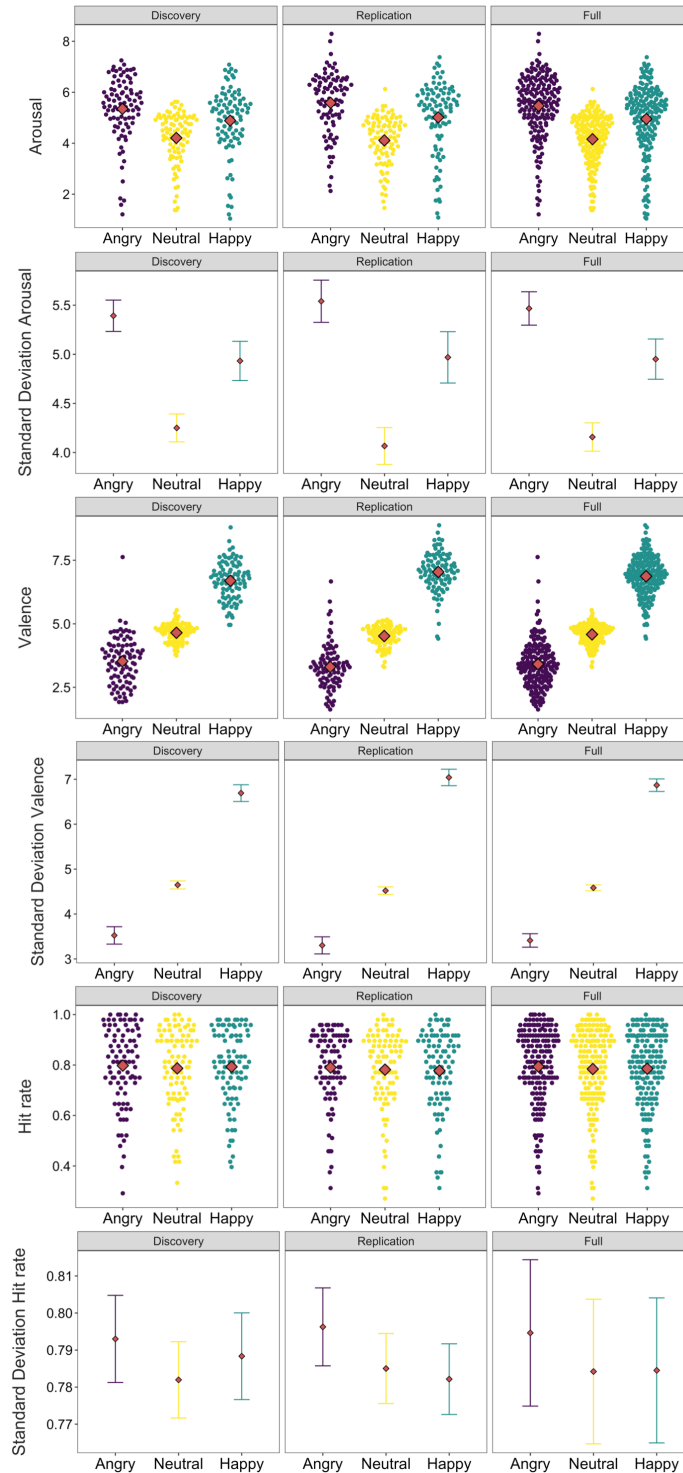 Discovery Replication Full
Arousal
8
6
4
2
Angry Neutral Happy Angry Neutral Happy Angry Neutral Happy
Discovery Replication Full
Standard Deviation Arousal
5.5
5.0
4.5
4.0
Angry Neutral Happy Angry Neutral Happy Angry Neutral Happy
Discovery Replication Full
Valence
7.5
5.0
2.5
Angry Neutral Happy Angry Neutral Happy Angry Neutral Happy
Discovery Replication Full
Standard Deviation Valence
7
6
5
4
3
Angry Neutral Happy Angry Neutral Happy Angry Neutral Happy
Discovery Replication Full
Hit rate
1.0
0.8
0.6
0.4
Angry Neutral Happy Angry Neutral Happy Angry Neutral Happy
Discovery Replication Full
Standard Deviation Hit rate
0.81
0.80
0.79
0.78
0.77
Angry Neutral Happy Angry Neutral Happy Angry Neutral Happy